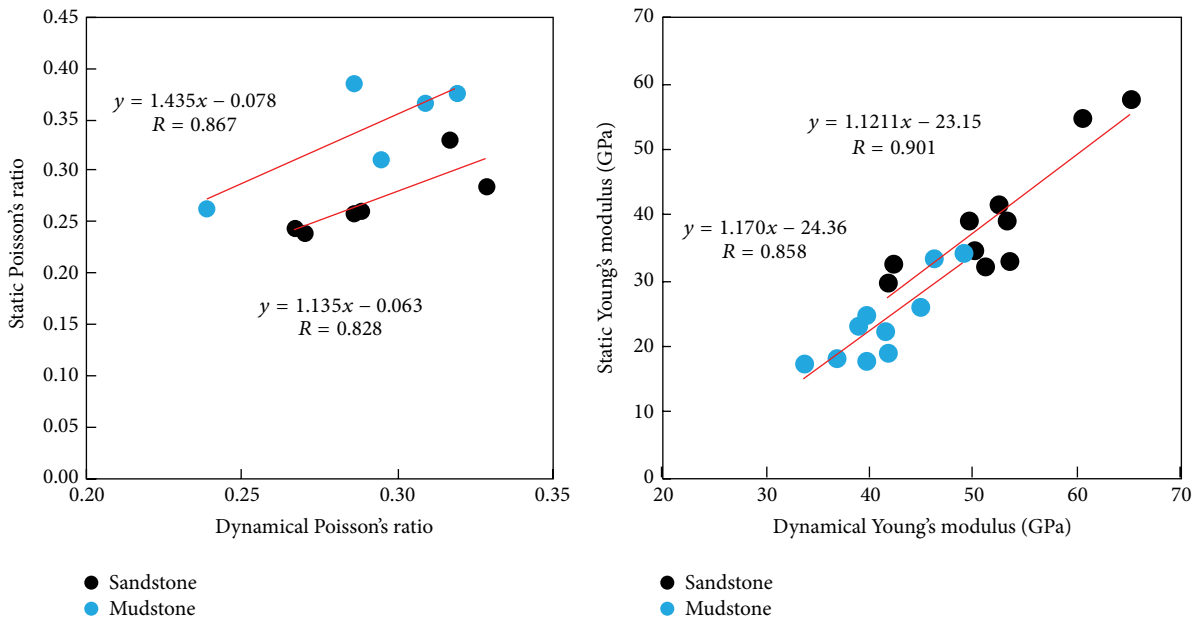 0.45
0.40
0.35
0.30
0.25
0.20
0.15
0.10
0.05
0.00
Static Poisson's ratio
y = 1.435x − 0.078
R = 0.867
y = 1.135x − 0.063
R = 0.828
0.20 0.25 0.30 0.35
Dynamical Poisson's ratio
Sandstone
Mudstone
70
60
50
40
30
20
10
0
Static Young's modulus (GPa)
y = 1.1211x − 23.15
R = 0.901
y = 1.170x − 24.36
R = 0.858
20 30 40 50 60 70
Dynamical Young's modulus (GPa)
Sandstone
Mudstone